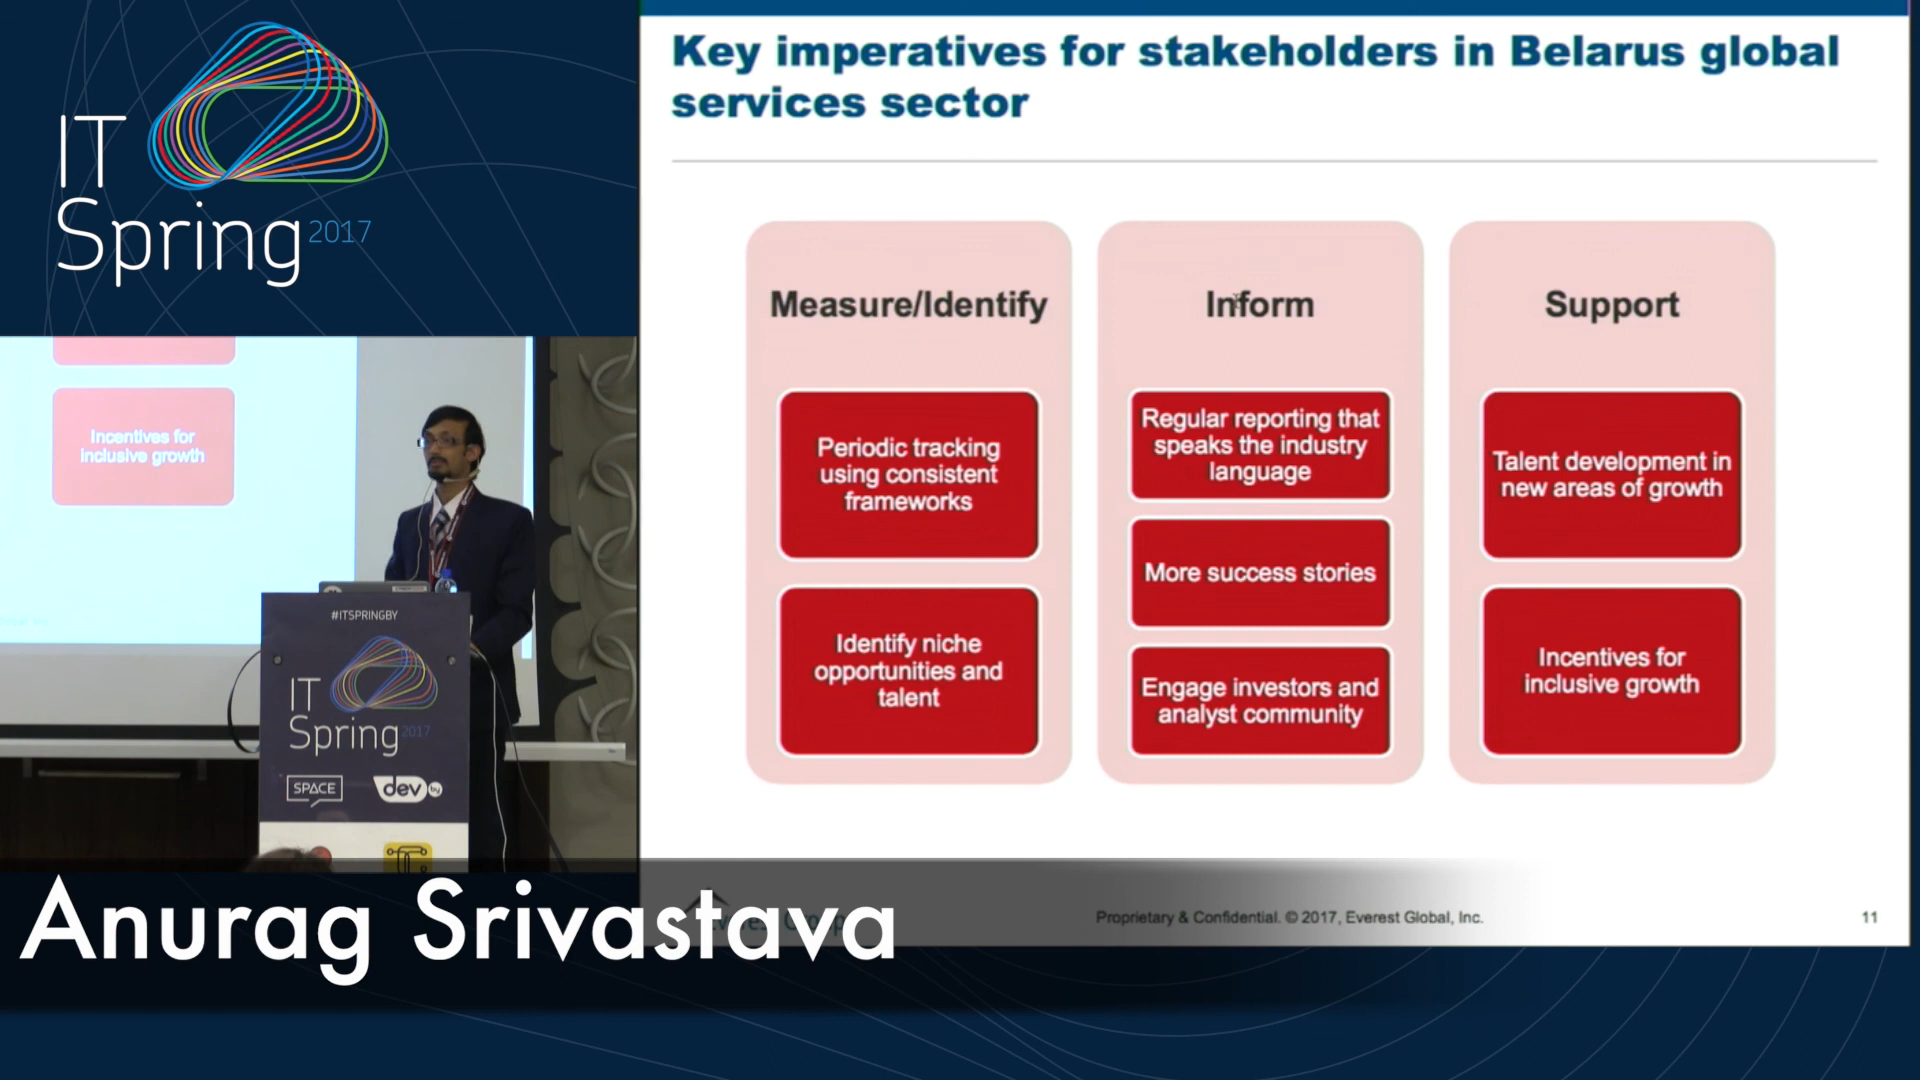 IT
Spring 2017
Key imperatives for stakeholders in Belarus global
services sector
Measure/Identify
Periodic tracking
using consistent
frameworks
Identify niche
opportunities and
talent
Inform
Regular reporting that
speaks the industry
language
More success stories
Engage investors and
analyst community
Support
Talent development in
new areas of growth
Incentives for
inclusive growth
Incentives for
inclusive growth
#ITSPRINGBY
IT
Spring 2017
SPACE
dev by
Anurag Srivastava
Proprietary & Confidential. © 2017, Everest Global, Inc.
11